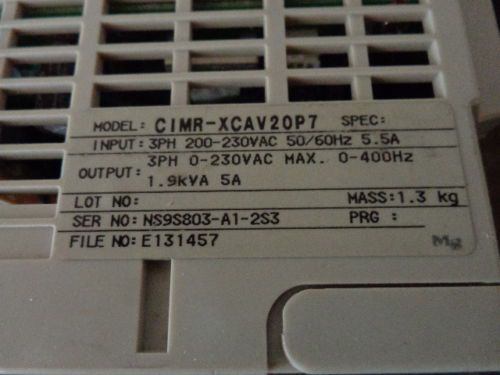 MODEL: CIMR-XCAV20P7 SPEC:
INPUT: 3PH 200-230VAC 50/60Hz 5.5A
OUTPUT: 3PH 0-230VAC MAX. 0-400Hz
1.9kVA 5A
LOT NO: MASS: 1.3 kg
SER NO: NS9S803-A1-2S3 PRG :
FILE NO: E131457